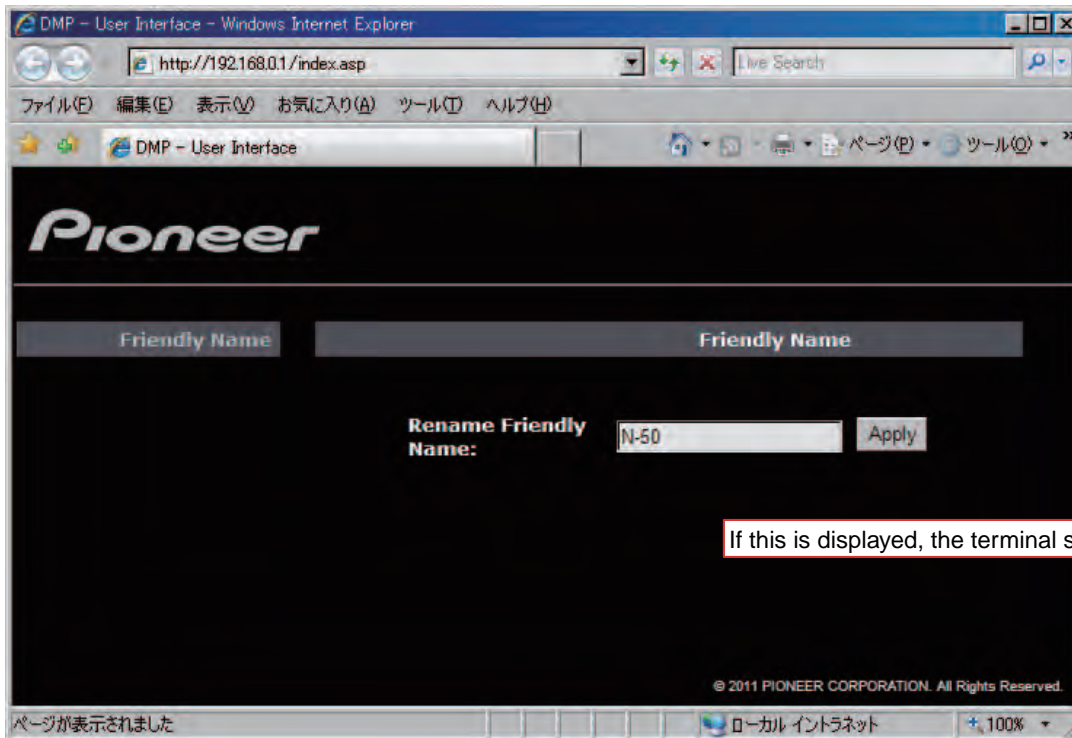 DMP - User Interface - Windows Internet Explorer
http://192.168.0.1/index.asp
Live Search
ファイル(F) 編集(E) 表示(V) お気に入り(A) ツール(T) ヘルプ(H)
DMP - User Interface
ページ(P)
ツール(O)
Pioneer
Friendly Name
Friendly Name
Rename Friendly
Name:
N-50
Apply
If this is displayed, the terminal s
© 2011 PIONEER CORPORATION. All Rights Reserved.
ページが表示されました
ローカル イントラネット
100%